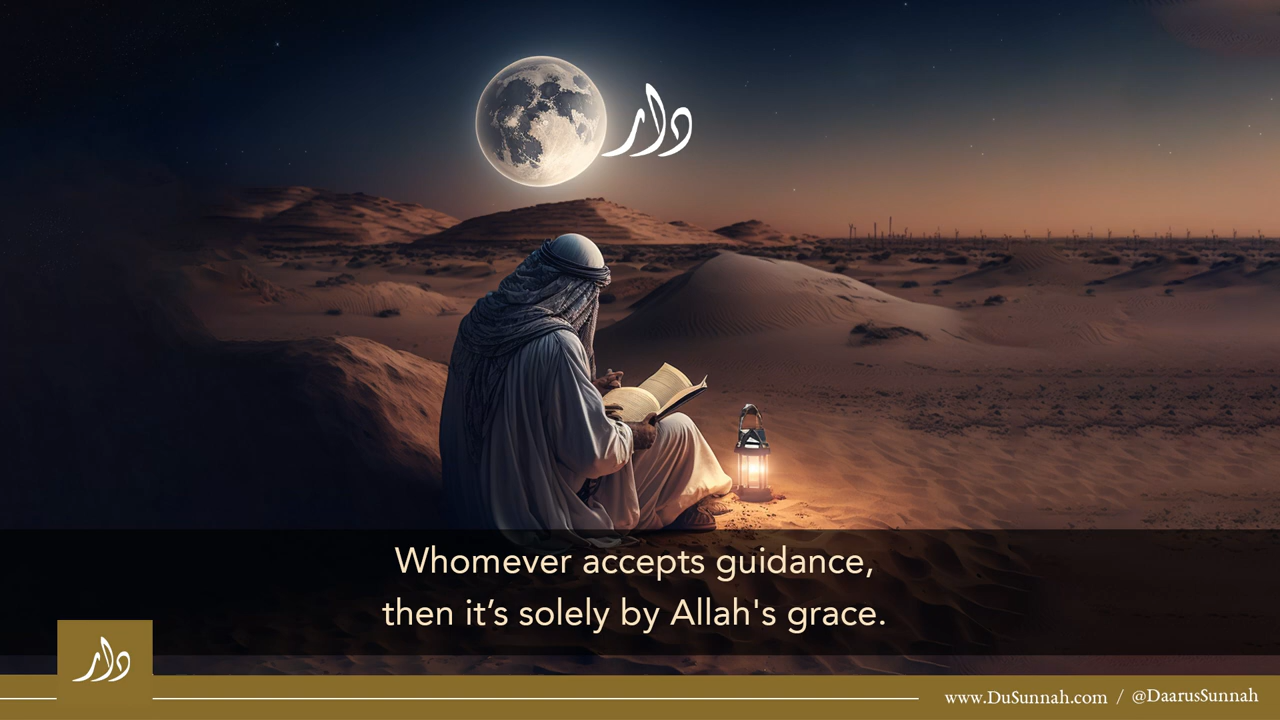 دار
Whomever accepts guidance,
then it’s solely by Allah's grace.
دار
www.DuSunnah.com / @DaarusSunnah